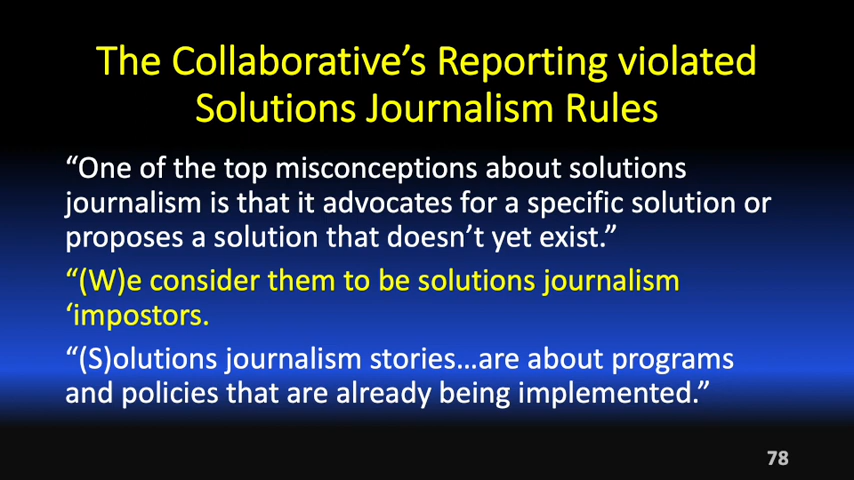 The Collaborative’s Reporting violated
Solutions Journalism Rules
“One of the top misconceptions about solutions
journalism is that it advocates for a specific solution or
proposes a solution that doesn’t yet exist.”
“(W)e consider them to be solutions journalism
‘impostors.
“(S)olutions journalism stories…are about programs
and policies that are already being implemented.”
78